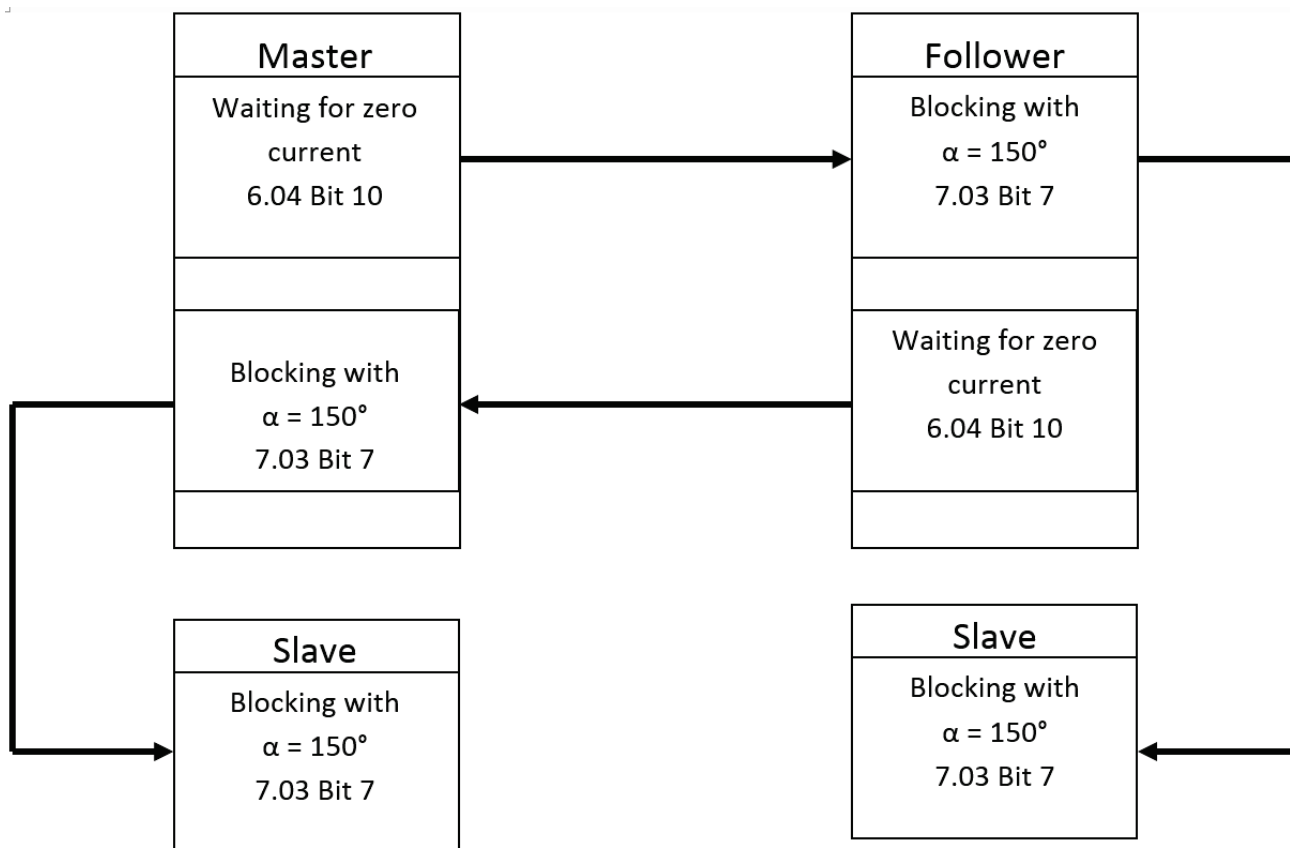 Master
Waiting for zero
current
6.04 Bit 10
Blocking with
α = 150°
7.03 Bit 7
Follower
Blocking with
α = 150°
7.03 Bit 7
Waiting for zero
current
6.04 Bit 10
Slave
Blocking with
α = 150°
7.03 Bit 7
Slave
Blocking with
α = 150°
7.03 Bit 7